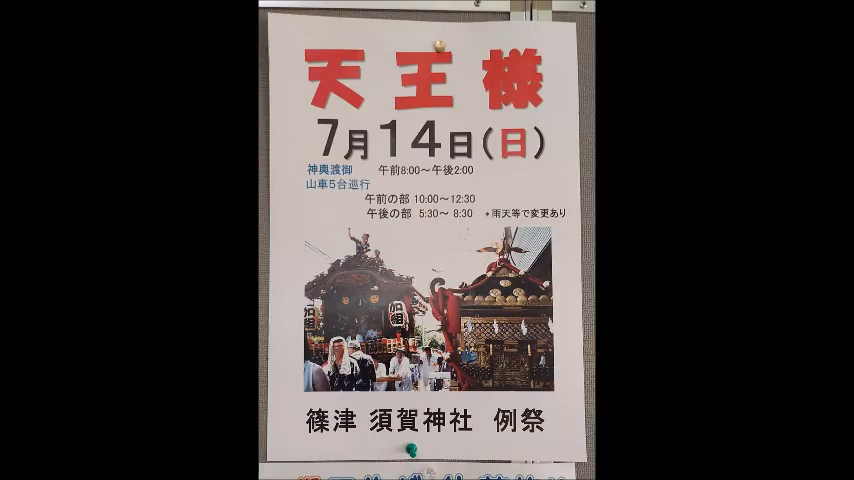 天王様
7月14日(日)
神輿渡御 午前8:00～午後2:00
山車5台巡行
午前の部 10:00～12:30
午後の部 5:30～ 8:30 *雨天等で変更あり
篠津 須賀神社 例祭